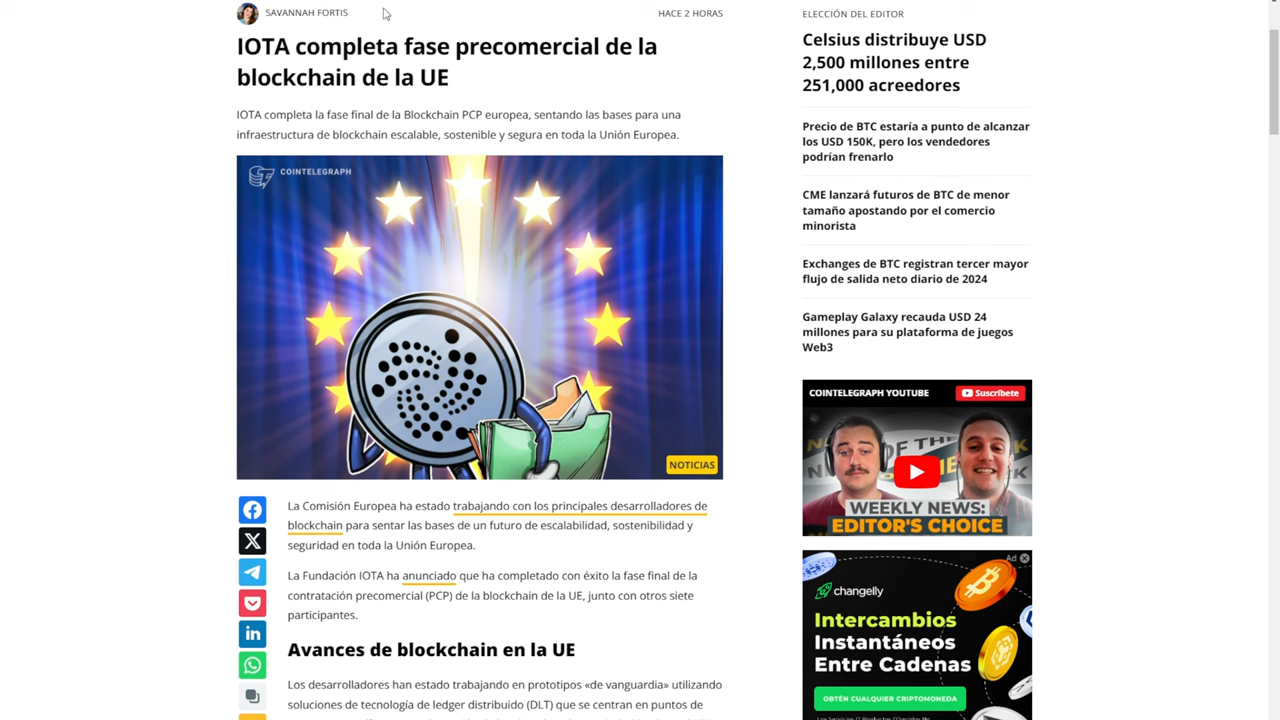 SAVANNAH FORTIS
HACE 2 HORAS
IOTA completa fase precomercial de la
blockchain de la UE
IOTA completa la fase final de la Blockchain PCP europea, sentando las bases para una
infraestructura de blockchain escalable, sostenible y segura en toda la Unión Europea.
COINTELEGRAPH
NOTICIAS
La Comisión Europea ha estado trabajando con los principales desarrolladores de
blockchain para sentar las bases de un futuro de escalabilidad, sostenibilidad y
seguridad en toda la Unión Europea.
La Fundación IOTA ha anunciado que ha completado con éxito la fase final de la
contratación precomercial (PCP) de la blockchain de la UE, junto con otros siete
participantes.
Avances de blockchain en la UE
Los desarrolladores han estado trabajando en prototipos «de vanguardia» utilizando
soluciones de tecnología de ledger distribuido (DLT) que se centran en puntos de
ELECCIÓN DEL EDITOR
Celsius distribuye USD
2,500 millones entre
251,000 acreedores
Precio de BTC estaría a punto de alcanzar
los USD 150K, pero los vendedores
podrían frenarlo
CME lanzará futuros de BTC de menor
tamaño apostando por el comercio
minorista
Exchanges de BTC registran tercer mayor
flujo de salida neto diario de 2024
Gameplay Galaxy recauda USD 24
millones para su plataforma de juegos
Web3
COINTELEGRAPH YOUTUBE
Suscríbete
OF THE
WEEKLY NEWS:
EDITOR'S CHOICE
Ad
changelly
Intercambios
Instantáneos
Entre Cadenas
OBTÉN CUALQUIER CRIPTOMONEDA